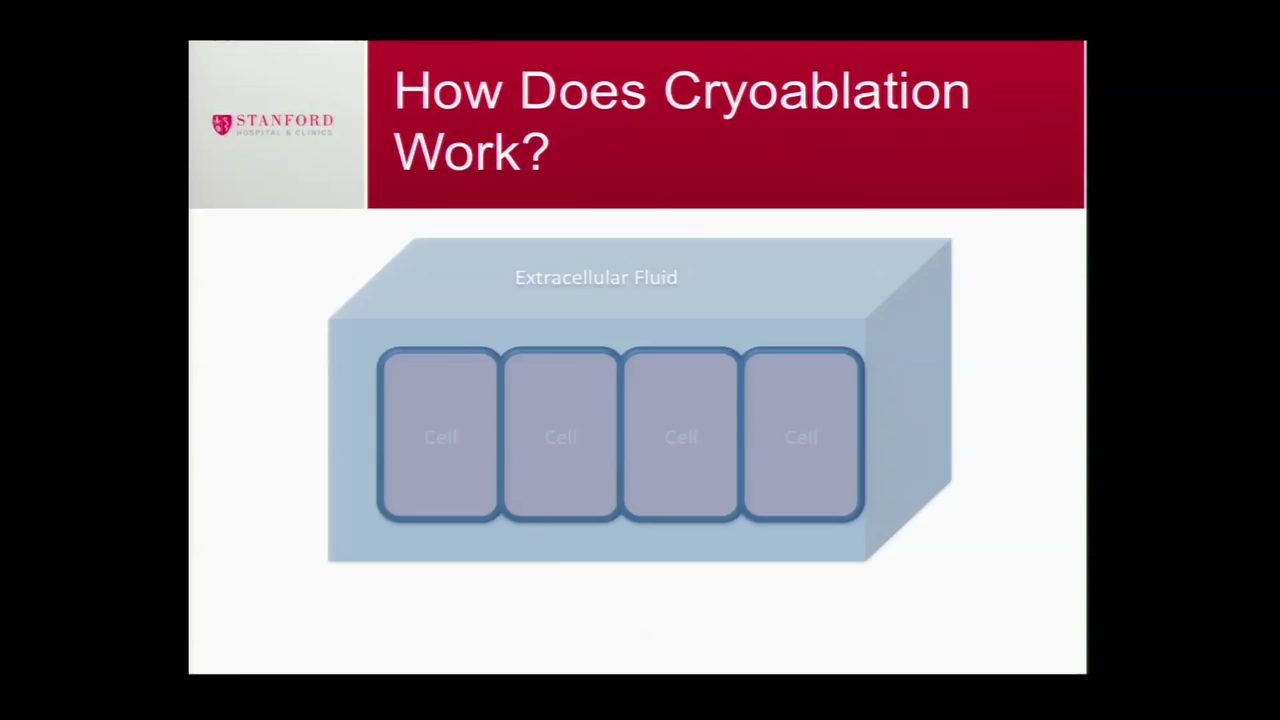 STANFORD
HOSPITAL & CLINICS
How Does Cryoablation
Work?
Extracellular Fluid
Cell Cell Cell Cell